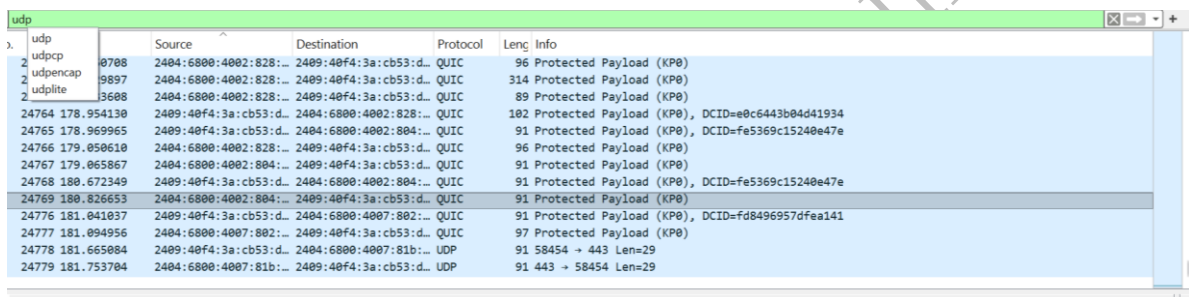 udp
udp
udpcp
udpencap
udplite
Source Destination Protocol Leng Info
2404:6800:4002:828:… 2409:40f4:3a:cb53:d… QUIC 96 Protected Payload (KP0)
2404:6800:4002:828:… 2409:40f4:3a:cb53:d… QUIC 314 Protected Payload (KP0)
2404:6800:4002:828:… 2409:40f4:3a:cb53:d… QUIC 89 Protected Payload (KP0)
24764 178.954130 2409:40f4:3a:cb53:d… 2404:6800:4002:828:… QUIC 102 Protected Payload (KP0), DCID=e0c6443b04d41934
24765 178.969965 2409:40f4:3a:cb53:d… 2404:6800:4002:804:… QUIC 91 Protected Payload (KP0), DCID=fe5369c15240e47e
24766 179.050610 2404:6800:4002:828:… 2409:40f4:3a:cb53:d… QUIC 96 Protected Payload (KP0)
24767 179.065867 2404:6800:4002:804:… 2409:40f4:3a:cb53:d… QUIC 91 Protected Payload (KP0)
24768 180.672349 2409:40f4:3a:cb53:d… 2404:6800:4002:804:… QUIC 91 Protected Payload (KP0), DCID=fe5369c15240e47e
24769 180.826653 2404:6800:4002:804:… 2409:40f4:3a:cb53:d… QUIC 91 Protected Payload (KP0)
24776 181.041037 2409:40f4:3a:cb53:d… 2404:6800:4007:802:… QUIC 91 Protected Payload (KP0), DCID=fd8496957dfea141
24777 181.094956 2404:6800:4007:802:… 2409:40f4:3a:cb53:d… QUIC 97 Protected Payload (KP0)
24778 181.665084 2409:40f4:3a:cb53:d… 2404:6800:4007:81b:… UDP 91 58454 → 443 Len=29
24779 181.753704 2404:6800:4007:81b:… 2409:40f4:3a:cb53:d… UDP 91 443 → 58454 Len=29